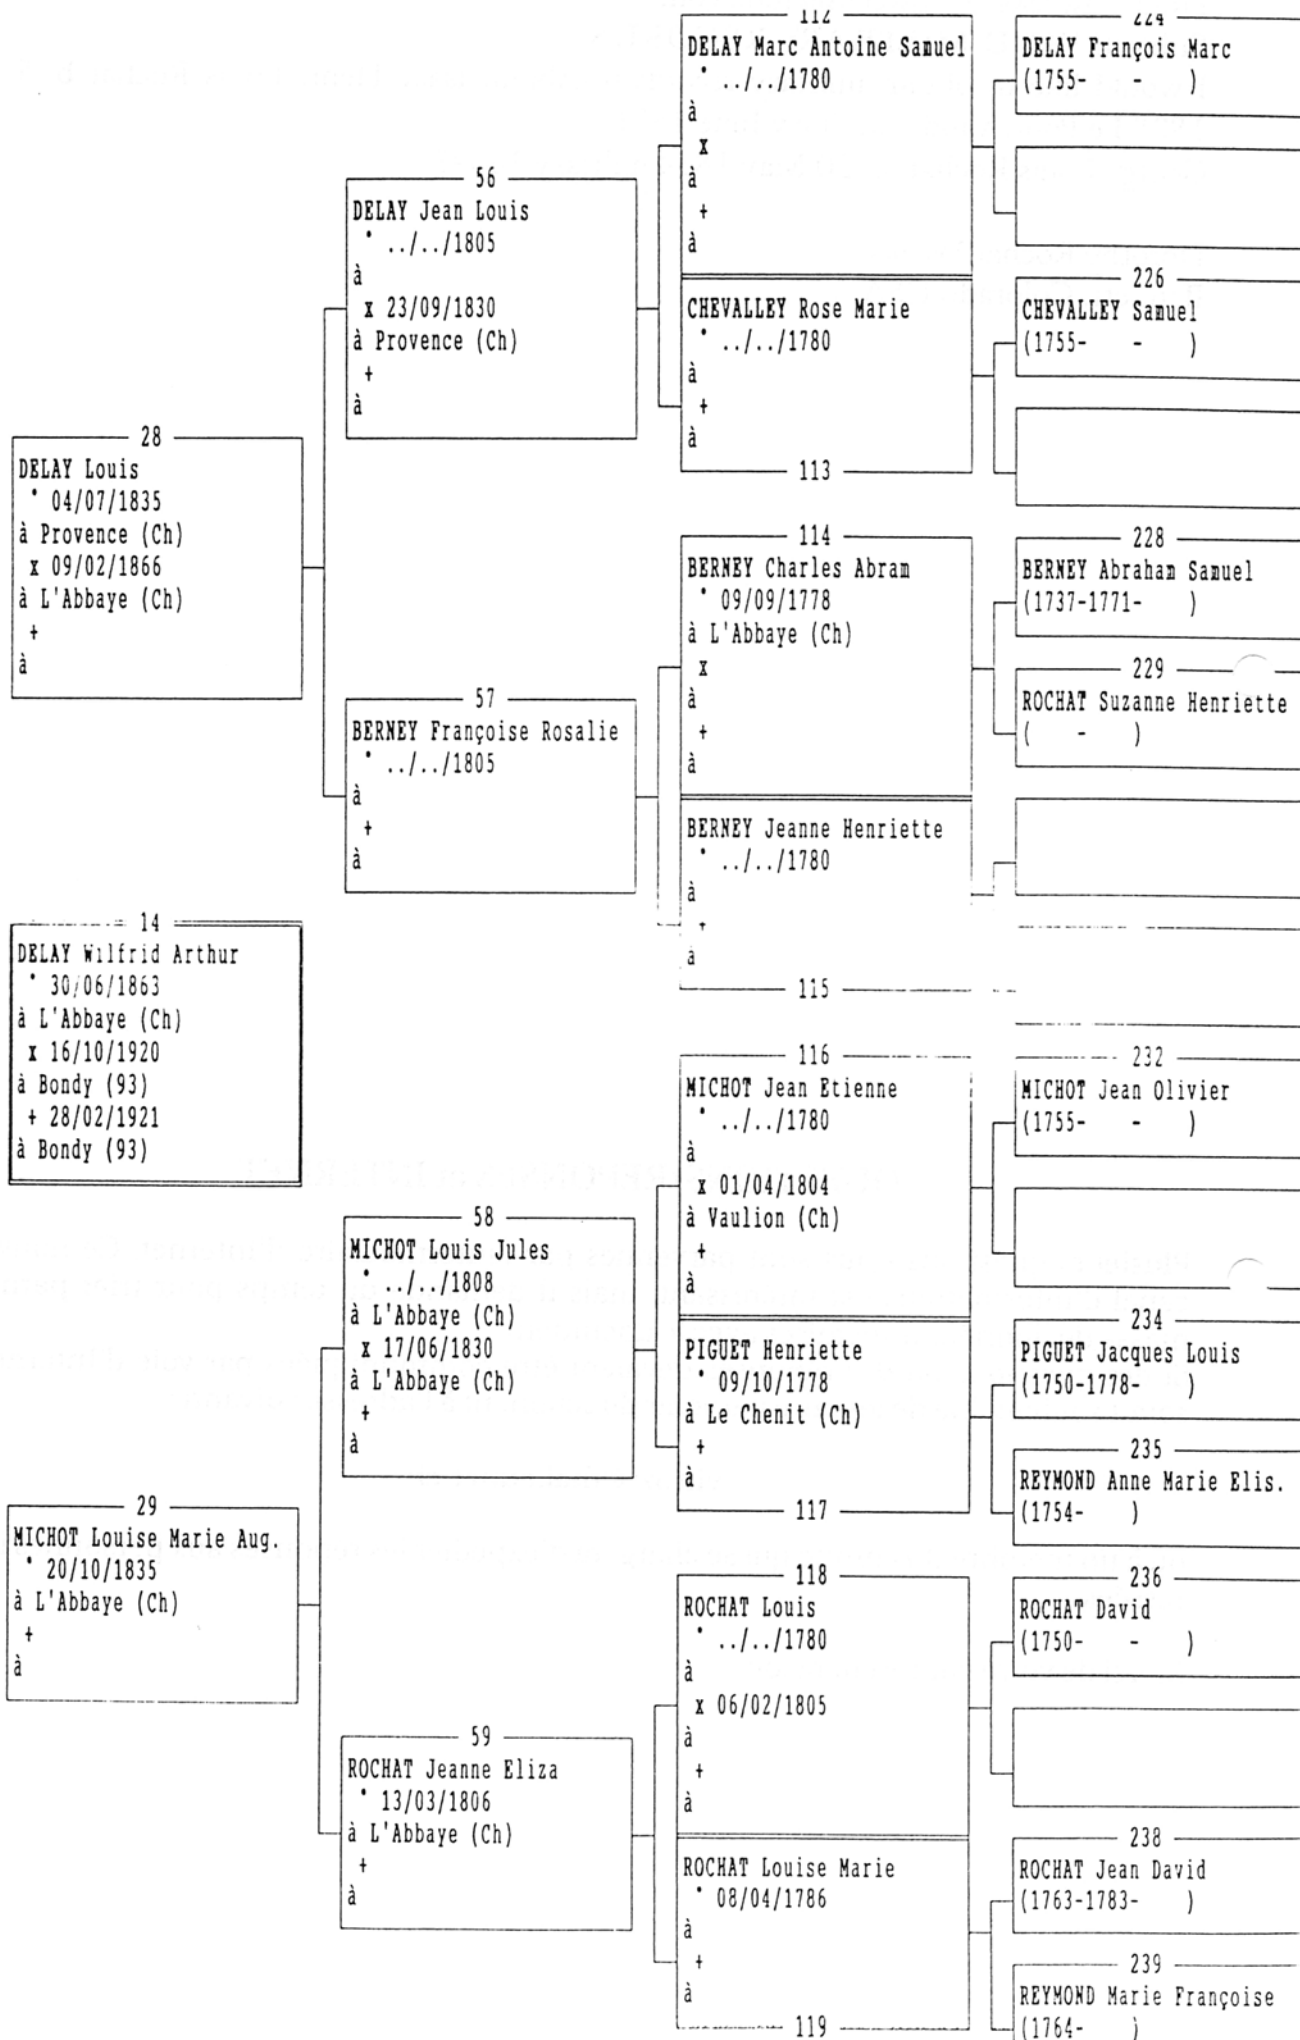 28
DELAY Louis
° 04/07/1835
à Provence (Ch)
x 09/02/1866
à L'Abbaye (Ch)
+
à
14
DELAY Wilfrid Arthur
° 30/06/1863
à L'Abbaye (Ch)
x 16/10/1920
à Bondy (93)
+ 28/02/1921
à Bondy (93)
29
MICHOT Louise Marie Aug.
° 20/10/1835
à L'Abbaye (Ch)
+
à
56
DELAY Jean Louis
° ../../1805
à
x 23/09/1830
à Provence (Ch)
+
à
57
BERNEY Françoise Rosalie
° ../../1805
à
+
à
58
MICHOT Louis Jules
° ../../1808
à L'Abbaye (Ch)
x 17/06/1830
à L'Abbaye (Ch)
+
à
59
ROCHAT Jeanne Eliza
° 13/03/1806
à L'Abbaye (Ch)
+
à
112
DELAY Marc Antoine Samuel
° ../../1780
à
x
à
+
à
CHEVALLEY Rose Marie
° ../../1780
à
+
à
113
114
BERNEY Charles Abram
° 09/09/1778
à L'Abbaye (Ch)
x
à
+
à
BERNEY Jeanne Henriette
° ../../1780
à
+
à
115
116
MICHOT Jean Etienne
° ../../1780
à
x 01/04/1804
à Vaulion (Ch)
+
à
PIGUET Henriette
° 09/10/1778
à Le Chenit (Ch)
+
à
117
118
ROCHAT Louis
° ../../1780
à
x 06/02/1805
à
+
à
ROCHAT Louise Marie
° 08/04/1786
à
+
à
119
224
DELAY François Marc
(1755-    -    )
226
CHEVALLEY Samuel
(1755-    -    )
228
BERNEY Abraham Samuel
(1737-1771-    )
229
ROCHAT Suzanne Henriette
(    -    )
232
MICHOT Jean Olivier
(1755-    -    )
234
PIGUET Jacques Louis
(1750-1778-    )
235
REYMOND Anne Marie Elis.
(1754-    )
236
ROCHAT David
(1750-    -    )
238
ROCHAT Jean David
(1763-1783-    )
239
REYMOND Marie Françoise
(1764-    )